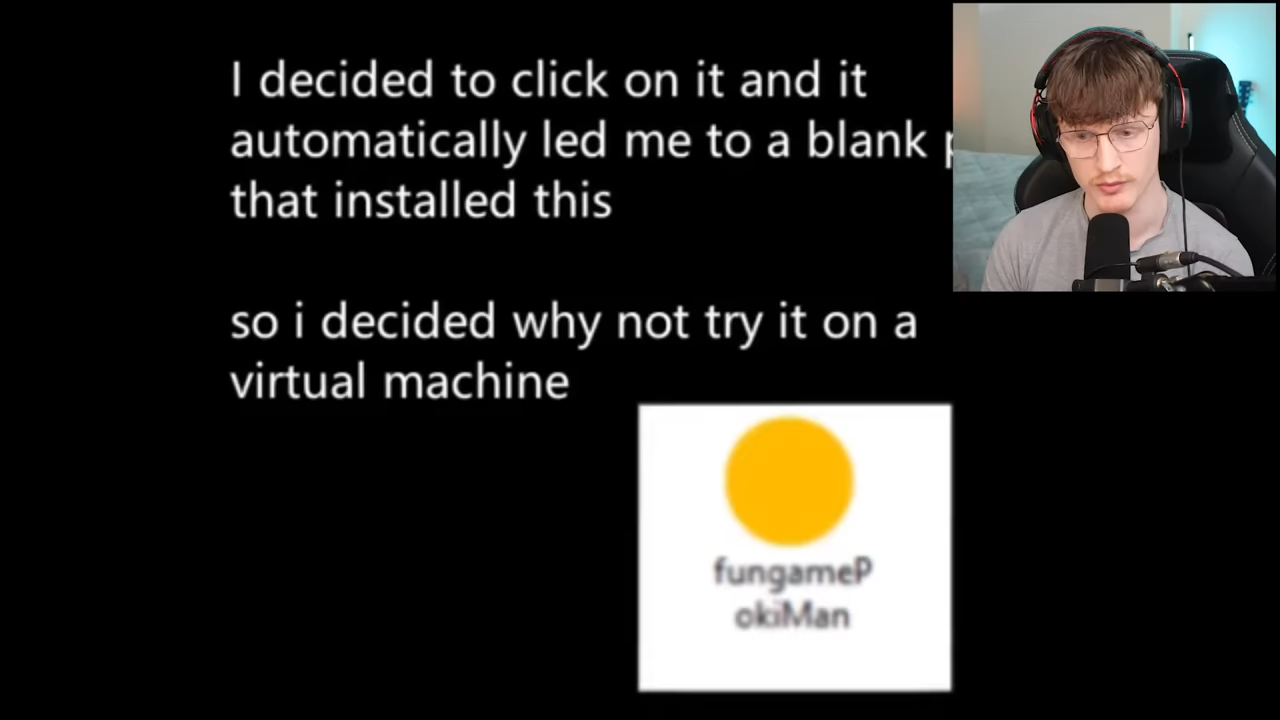 I decided to click on it and it
automatically led me to a blank
that installed this
so i decided why not try it on a
virtual machine
fungameP
okiMan